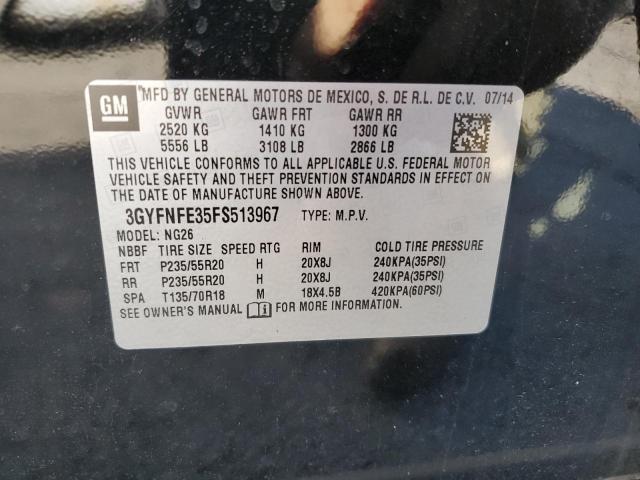 GM MFD BY GENERAL MOTORS DE MEXICO, S. DE R.L. DE C.V. 07/14
GVWR GAWR FRT GAWR RR
2520 KG 1410 KG 1300 KG
5556 LB 3108 LB 2866 LB
THIS VEHICLE CONFORMS TO ALL APPLICABLE U.S. FEDERAL MOTOR
VEHICLE SAFETY AND THEFT PREVENTION STANDARDS IN EFFECT ON
THE DATE OF MANUFACTURE SHOWN ABOVE.
3GYFNFE35FS513967 TYPE: M.P.V.
MODEL: NG26
NBBF TIRE SIZE SPEED RTG RIM COLD TIRE PRESSURE
FRT P235/55R20 H 20X8J 240KPA(35PSI)
RR P235/55R20 H 20X8J 240KPA(35PSI)
SPA T135/70R18 M 18X4.5B 420KPA(60PSI)
SEE OWNER'S MANUAL FOR MORE INFORMATION.